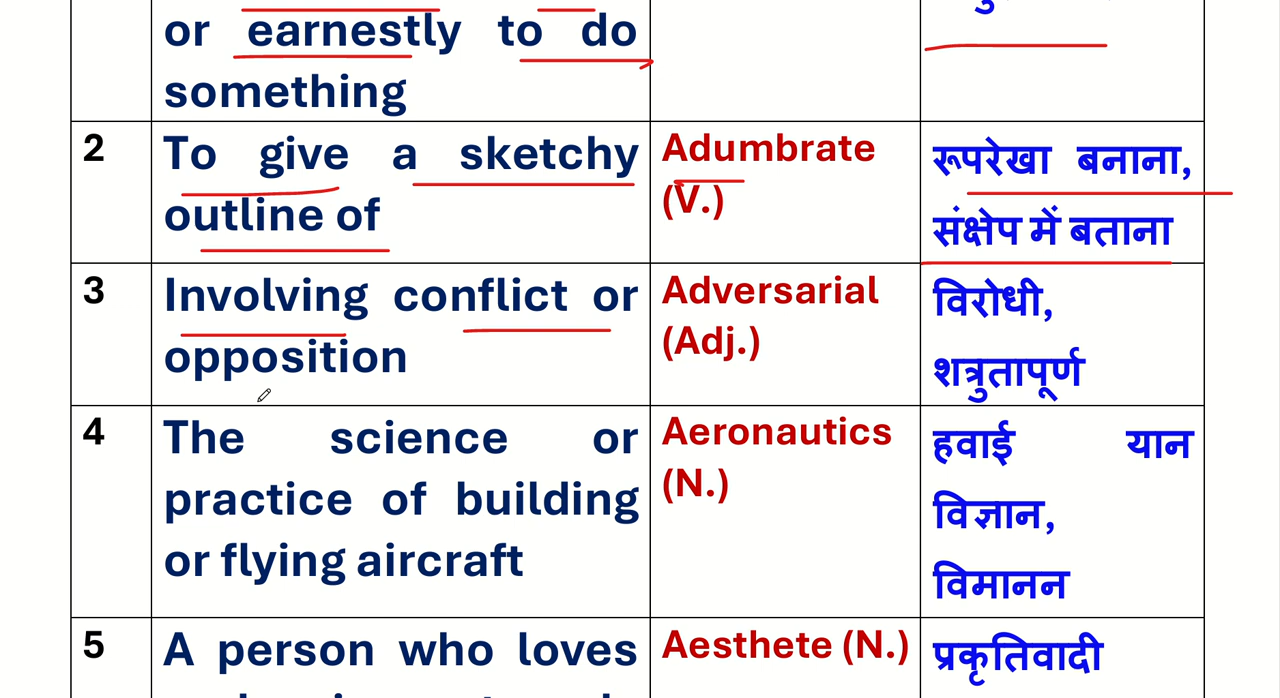 or earnestly to do
something
2
To give a sketchy
outline of
Adumbrate
(V.)
रूपरेखा बनाना,
संक्षेप में बताना
3
Involving conflict or
opposition
Adversarial
(Adj.)
विरोधी,
शत्रुतापूर्ण
4
The science or
practice of building
or flying aircraft
Aeronautics
(N.)
हवाई यान
विज्ञान,
विमानन
5
A person who loves
Aesthete (N.)
प्रकृतिवादी